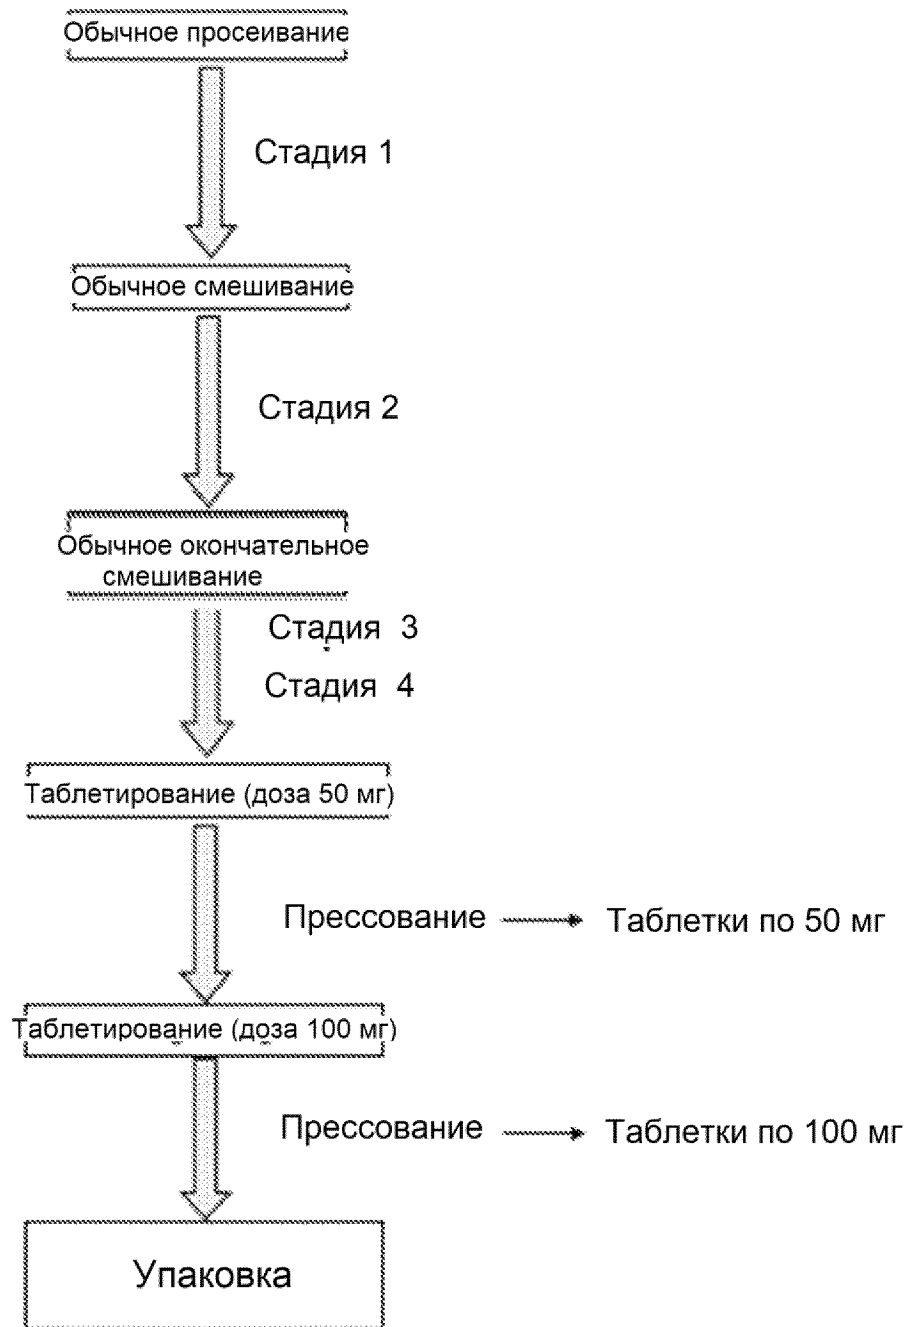 Обычное просеивание
Стадия 1
Обычное смешивание
Стадия 2
Обычное окончательное
смешивание
Стадия 3
Стадия 4
Таблетирование (доза 50 мг)
Прессование
Таблетки по 50 мг
Таблетирование (доза 100 мг)
Прессование
Таблетки по 100 мг
Упаковка